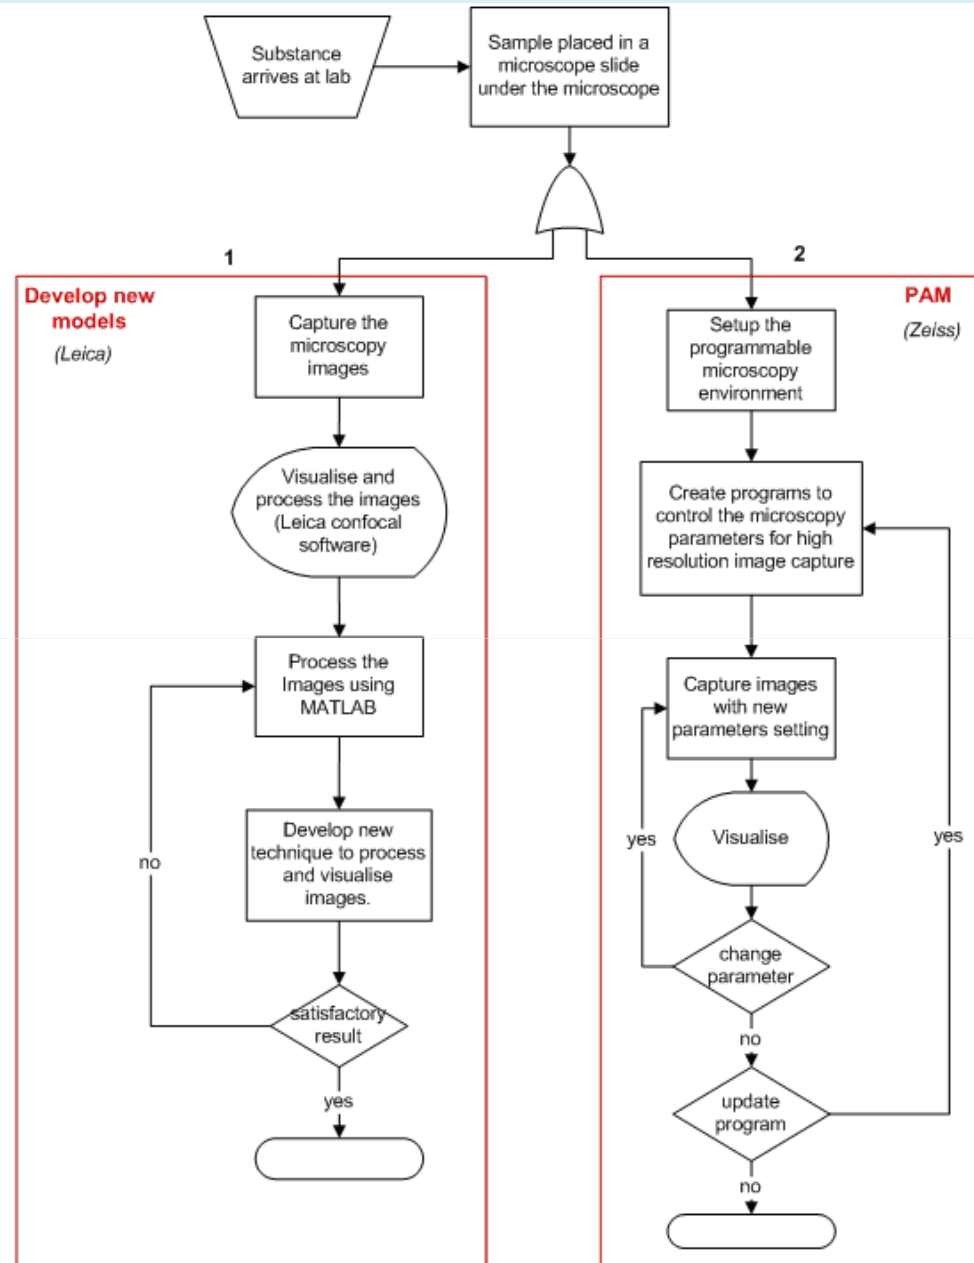 Substance
arrives at lab
Sample placed in a
microscope slide
under the microscope
1
2
Develop new
models
(Leica)
Capture the
microscopy
images
Visualise and
process the images
(Leica confocal
software)
Process the
Images using
MATLAB
Develop new
technique to process
and visualise
images.
no
satisfactory
result
yes
PAM
(Zeiss)
Setup the
programmable
microscopy
environment
Create programs to
control the microscopy
parameters for high
resolution image capture
Capture images
with new
parameters setting
Visualise
yes
yes
change
parameter
no
update
program
no